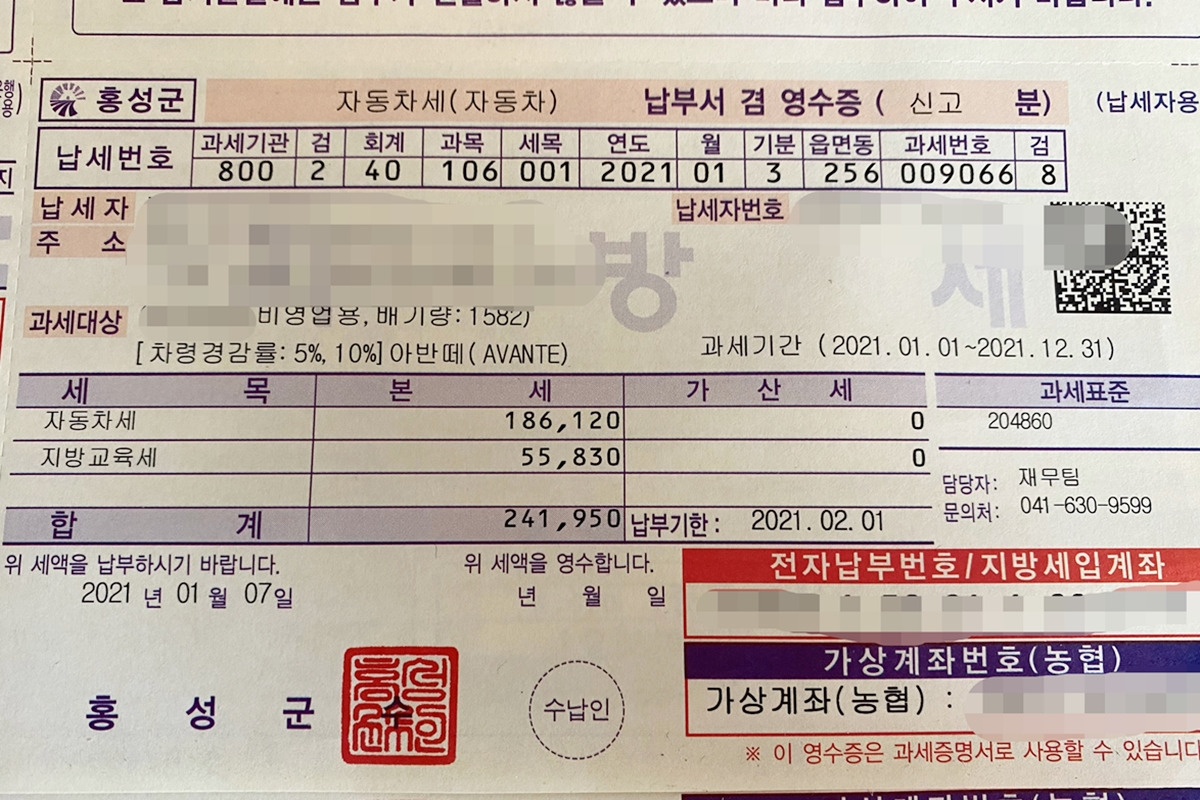 홍성군 자동차세(자동차) 납부서 겸 영수증 ( 신고 분) (납세자용
납세번호 과세기관 검 회계 과목 세목 연도 월 기분 읍면동 과세번호 검
800 2 40 106 001 2021 01 3 256 009066 8
납세자 납세자번호
주 소
방 세
과세대상 비영업용, 배기량: 1582)
[차령경감률: 5%, 10%]아반떼(AVANTE) 과세기간 (2021.01.01~2021.12.31)
세 목 본 세 가 산 세 과세표준
자동차세 186,120 0 204860
지방교육세 55,830 0
담당자: 재무팀
문의처: 041-630-9599
합 계 241,950 납부기한: 2021.02.01
위 세액을 납부하시기 바랍니다. 위 세액을 영수합니다.
2021 년 01 월 07일 년 월 일
전자납부번호/지방세입계좌
가상계좌번호(농협)
가상계좌(농협) :
홍 성 군 수
수납인
※ 이 영수증은 과세증명서로 사용할 수 있습니다